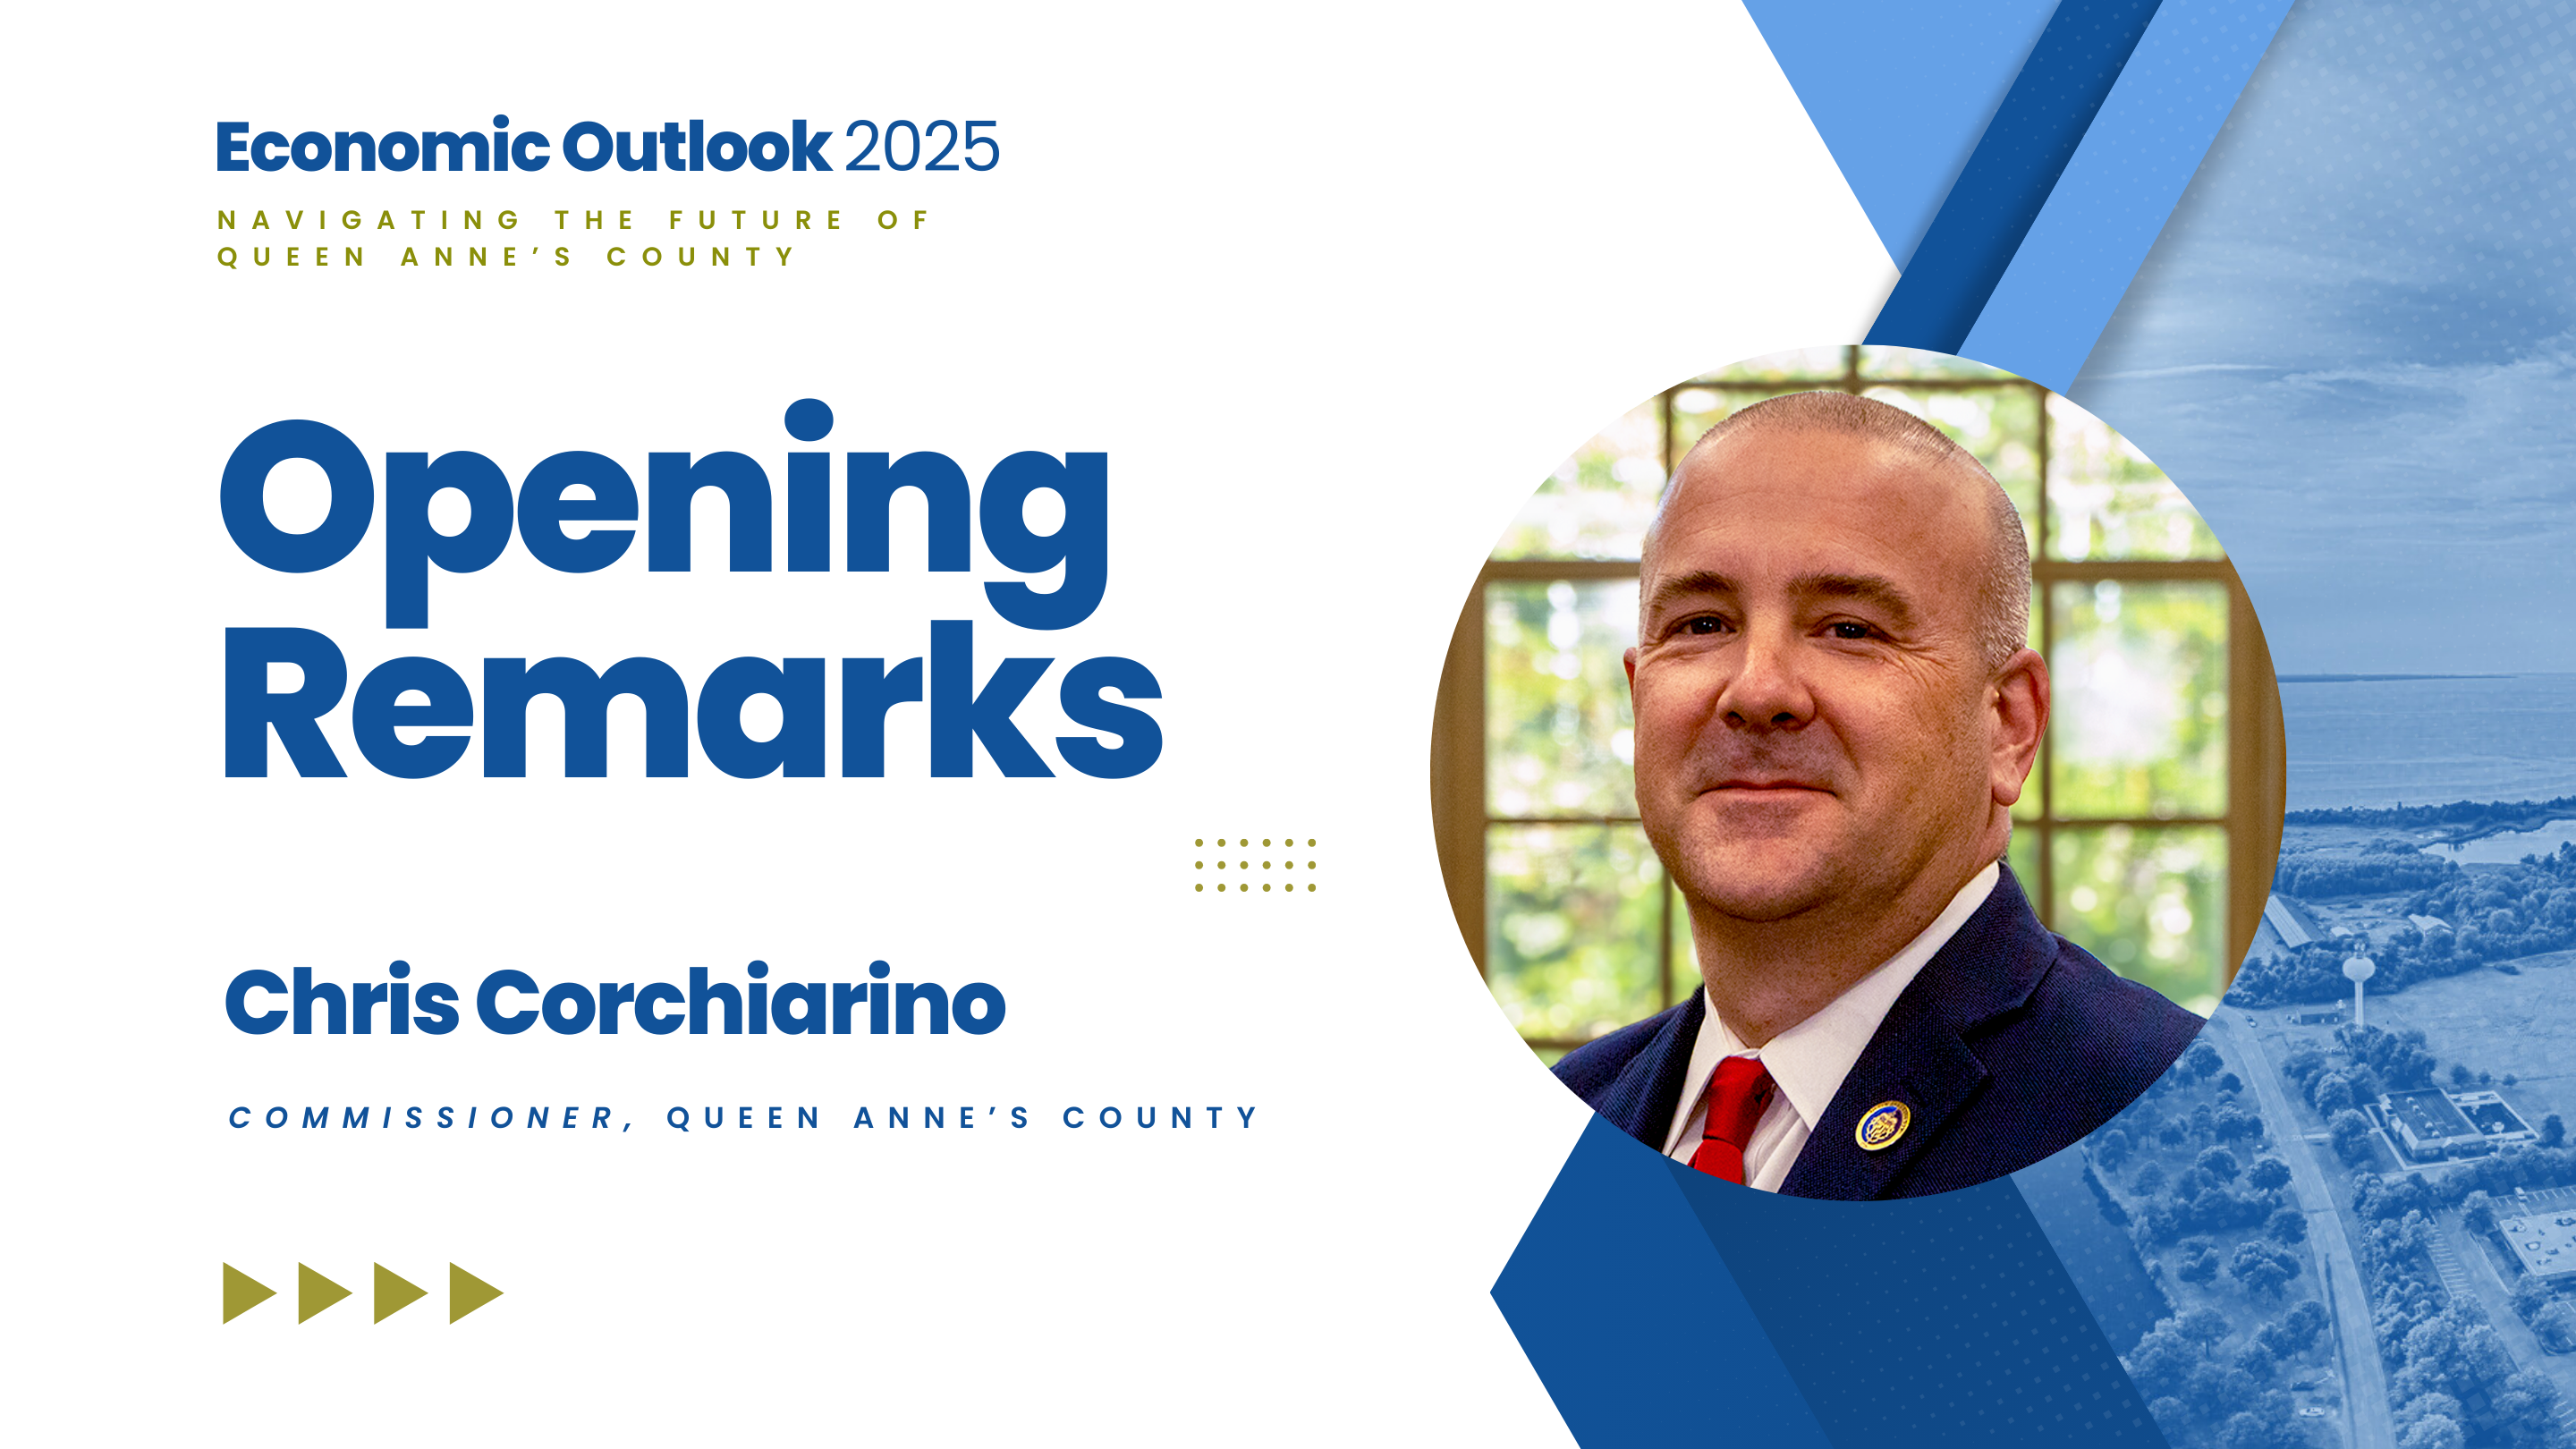 Economic Outlook 2025
NAVIGATING THE FUTURE OF
QUEEN ANNE’S COUNTY
Opening
Remarks
Chris Corchiarino
COMMISSIONER, QUEEN ANNE’S COUNTY